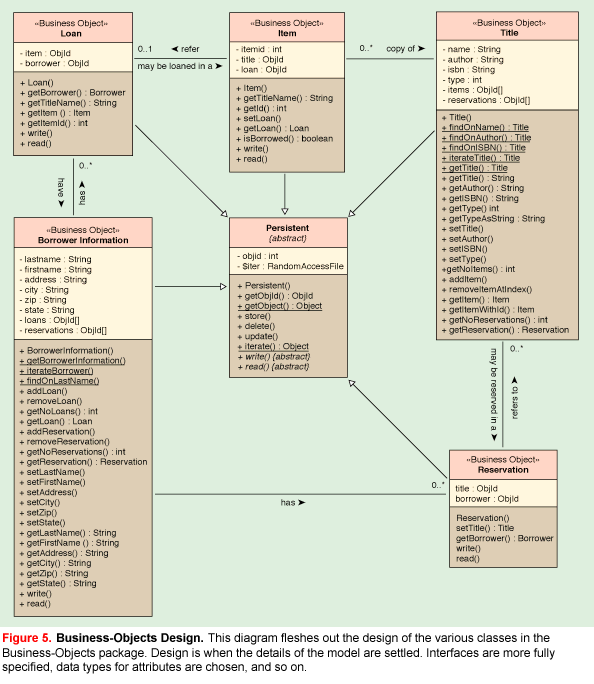 «Business Object»
Loan
- item : ObjId
- borrower : ObjId
+ Loan()
+ getBorrower() : Borrower
+ getTitleName() : String
+ getItem () : Item
+ getItemId() : int
+ write()
+ read()
0..1
◄ refer
may be loaned in a ➤
«Business Object»
Item
- itemid : int
- title : ObjId
- loan : ObjId
+ Item()
+ getTitleName() : String
+ getId() : int
+ setLoan()
+ getLoan() : Loan
+ isBorrowed() : boolean
+ write()
+ read()
0..*
copy of ➤
«Business Object»
Title
- name : String
- author : String
- isbn : String
- type : int
- items : ObjId[]
- reservations : ObjId[]
+ Title()
+ findOnName() : Title
+ findOnAuthor() : Title
+ findOnISBN() : Title
+ iterateTitle() : Title
+ getTitle() : Title
+ getTitle() : String
+ getAuthor() : String
+ getISBN() : String
+ getType() int
+ getTypeAsString() : String
+ setTitle()
+ setAuthor()
+ setISBN()
+ setType()
+getNoItems() : int
+ addItem()
+ removeItemAtIndex()
+ getItem() : Item
+ getItemWithId() : Item
+ getNoReservations() : int
+ getReservation() : Reservation
0..*
have ➤
has ➤
«Business Object»
Borrower Information
- lastname : String
- firstname : String
- address : String
- city : String
- zip : String
- state : String
- loans : ObjId[]
- reservations : ObjId[]
+ BorrowerInformation()
+ getBorrowerInformation()
+ iterateBorrower()
+ findOnLastName()
+ addLoan()
+ removeLoan()
+ getNoLoans() : int
+ getLoan() : Loan
+ addReservation()
+ removeReservation()
+ getNoReservations() : int
+ getReservation() : Reservation
+ setLastName()
+ setFirstName()
+ setAddress()
+ setCity()
+ setZip()
+ setState()
+ getLastName() : String
+ getFirstName () : String
+ getAddress() : String
+ getCity() : String
+ getZip() : String
+ getState() : String
+ write()
+ read()
Persistent
{abstract}
- objid : int
- $iter : RandomAccessFile
+ Persistent()
+ getObjId() : ObjId
+ getObject() : Object
+ store()
+ delete()
+ update()
+ iterate() : Object
+ write() {abstract}
+ read() {abstract}
0..*
may be reserved in a ➤
refers to ➤
«Business Object»
Reservation
title : ObjId
borrower : ObjId
Reservation()
setTitle() : Title
getBorrower() : Borrower
write()
read()
0..*
has ➤
Figure 5. Business-Objects Design. This diagram fleshes out the design of the various classes in the
Business-Objects package. Design is when the details of the model are settled. Interfaces are more fully
specified, data types for attributes are chosen, and so on.